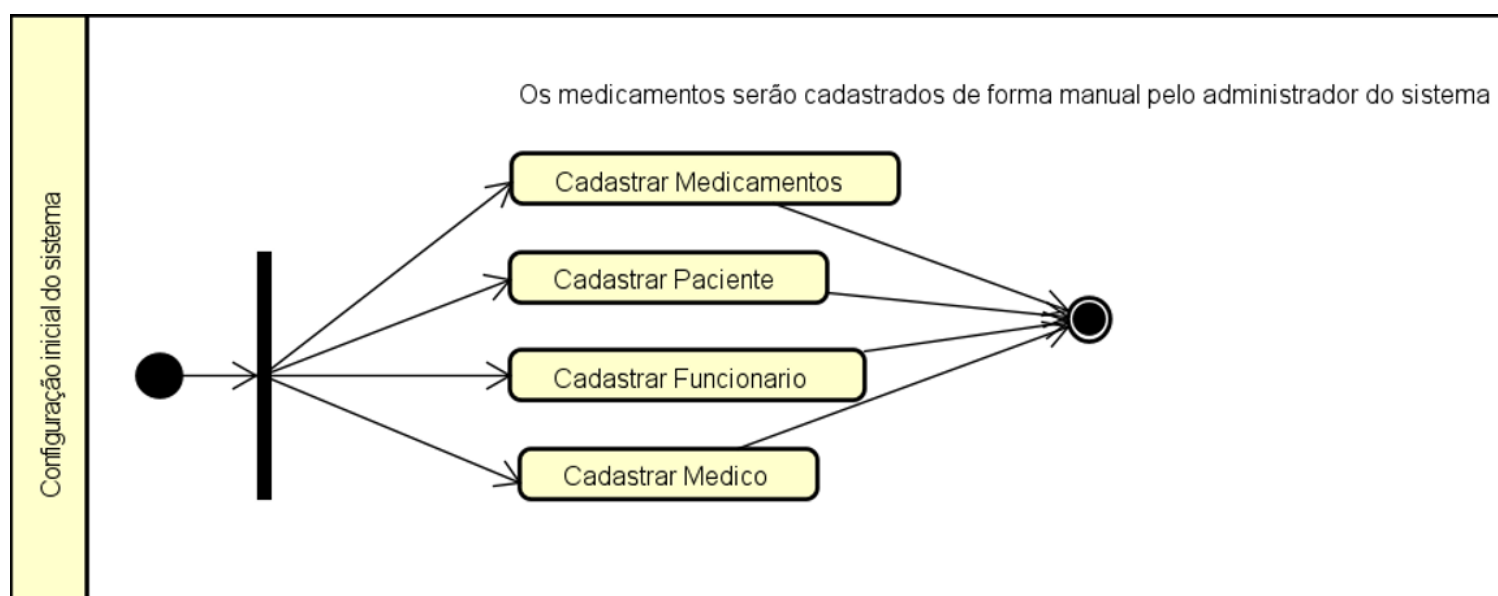 Configuração inicial do sistema
Os medicamentos serão cadastrados de forma manual pelo administrador do sistema
Cadastrar Medicamentos
Cadastrar Paciente
Cadastrar Funcionario
Cadastrar Medico